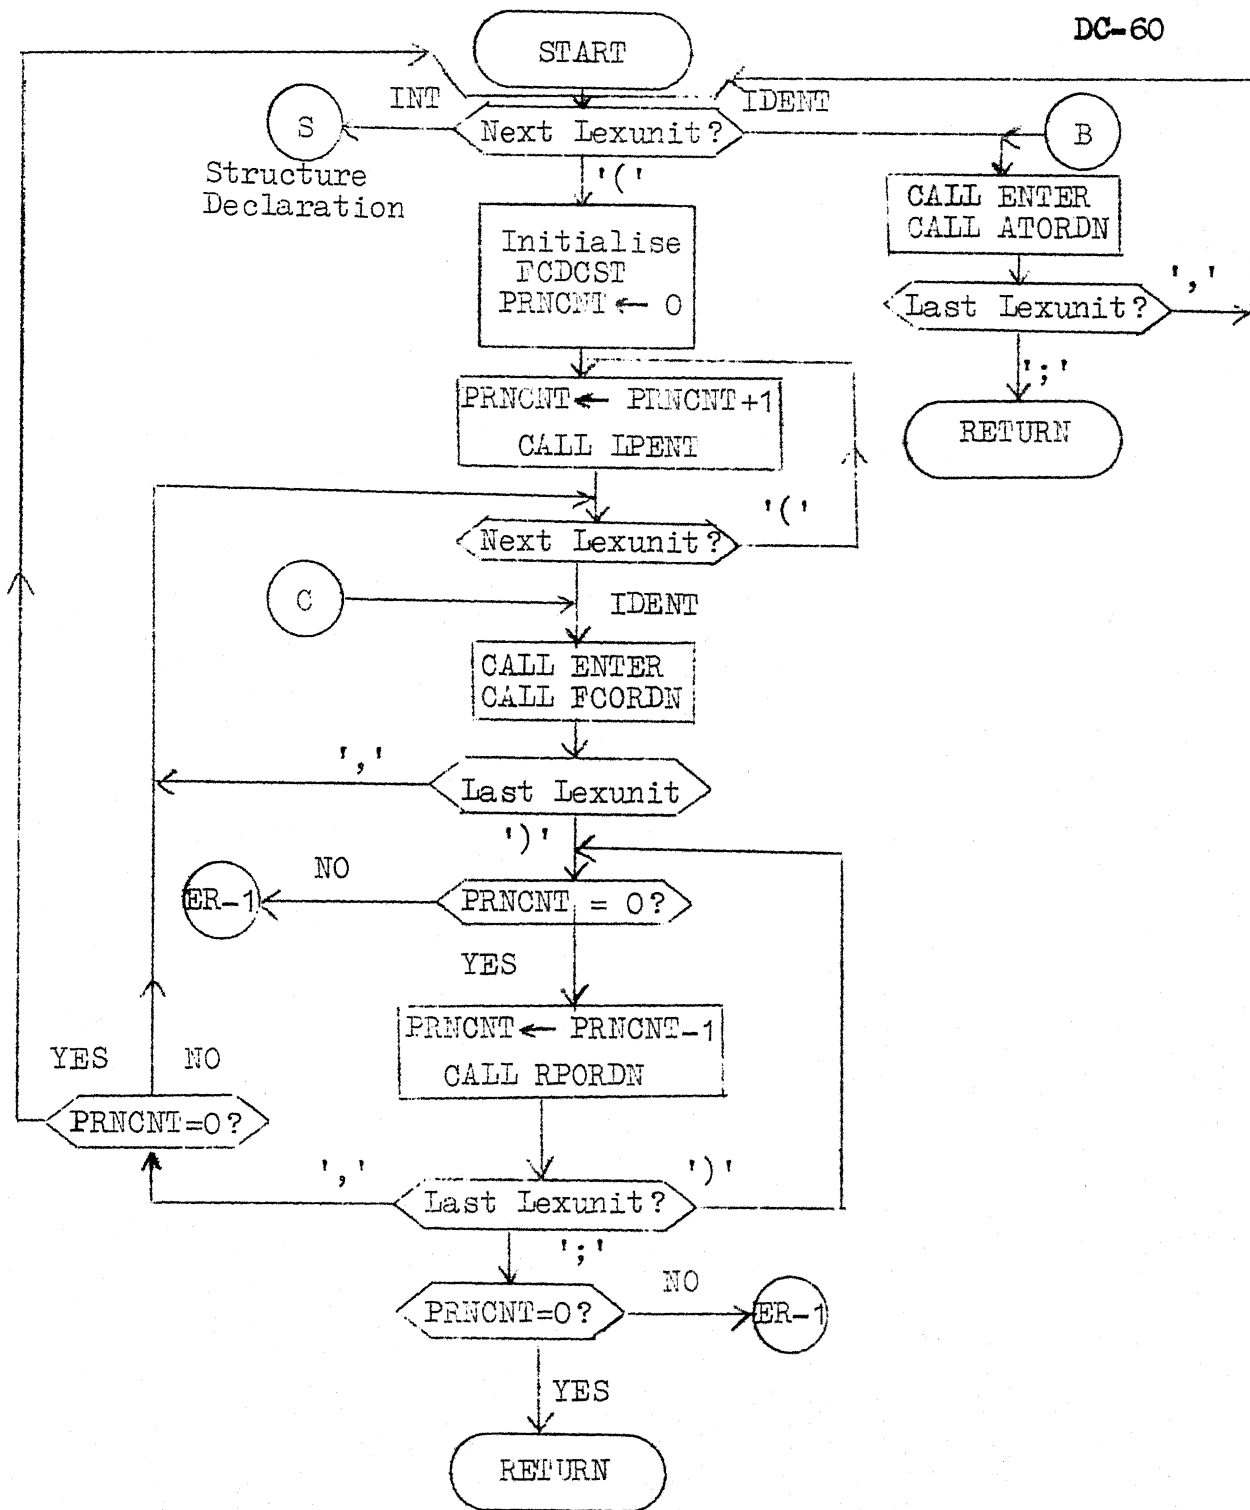 DC-60
START
INT
IDENT
S
Next Lexunit?
B
Structure
Declaration
'('
CALL ENTER
CALL ATORDN
Initialise
FCDCST
PRNCNT ← 0
Last Lexunit?
','
';'
RETURN
PRNCNT ← PRNCNT+1
CALL LPENT
Next Lexunit?
'('
C
IDENT
CALL ENTER
CALL FCORDN
','
Last Lexunit
')'
NO
ER-1
PRNCNT = 0?
YES
PRNCNT ← PRNCNT-1
CALL RPORDN
YES
NO
PRNCNT=0?
','
Last Lexunit?
')'
';'
PRNCNT=0?
NO
ER-1
YES
RETURN